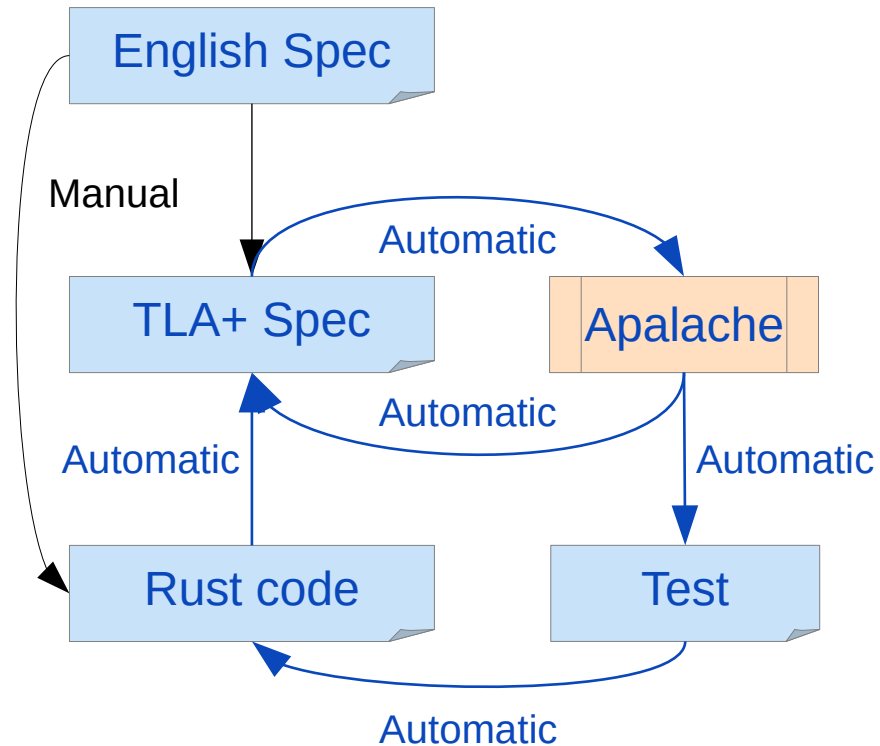 English Spec
Manual
Automatic
TLA+ Spec
Apalache
Automatic
Automatic
Automatic
Rust code
Test
Automatic